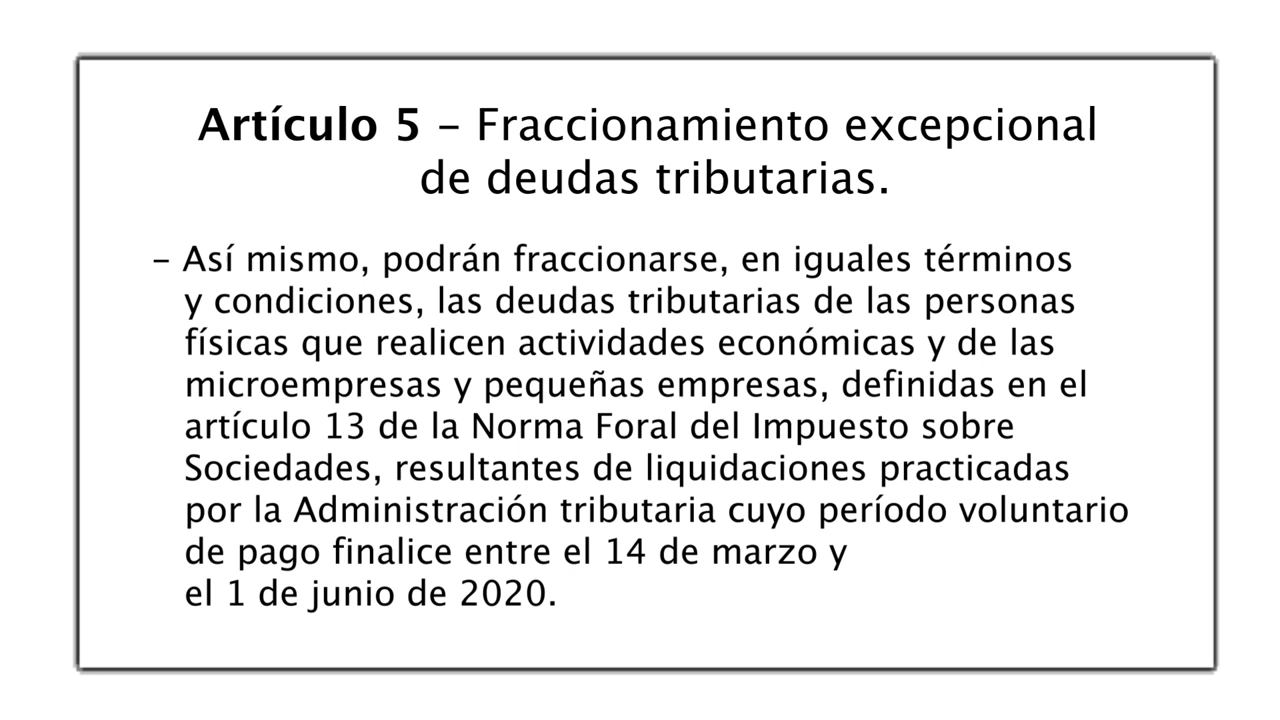 Artículo 5 – Fraccionamiento excepcional
de deudas tributarias.
– Así mismo, podrán fraccionarse, en iguales términos
y condiciones, las deudas tributarias de las personas
físicas que realicen actividades económicas y de las
microempresas y pequeñas empresas, definidas en el
artículo 13 de la Norma Foral del Impuesto sobre
Sociedades, resultantes de liquidaciones practicadas
por la Administración tributaria cuyo período voluntario
de pago finalice entre el 14 de marzo y
el 1 de junio de 2020.